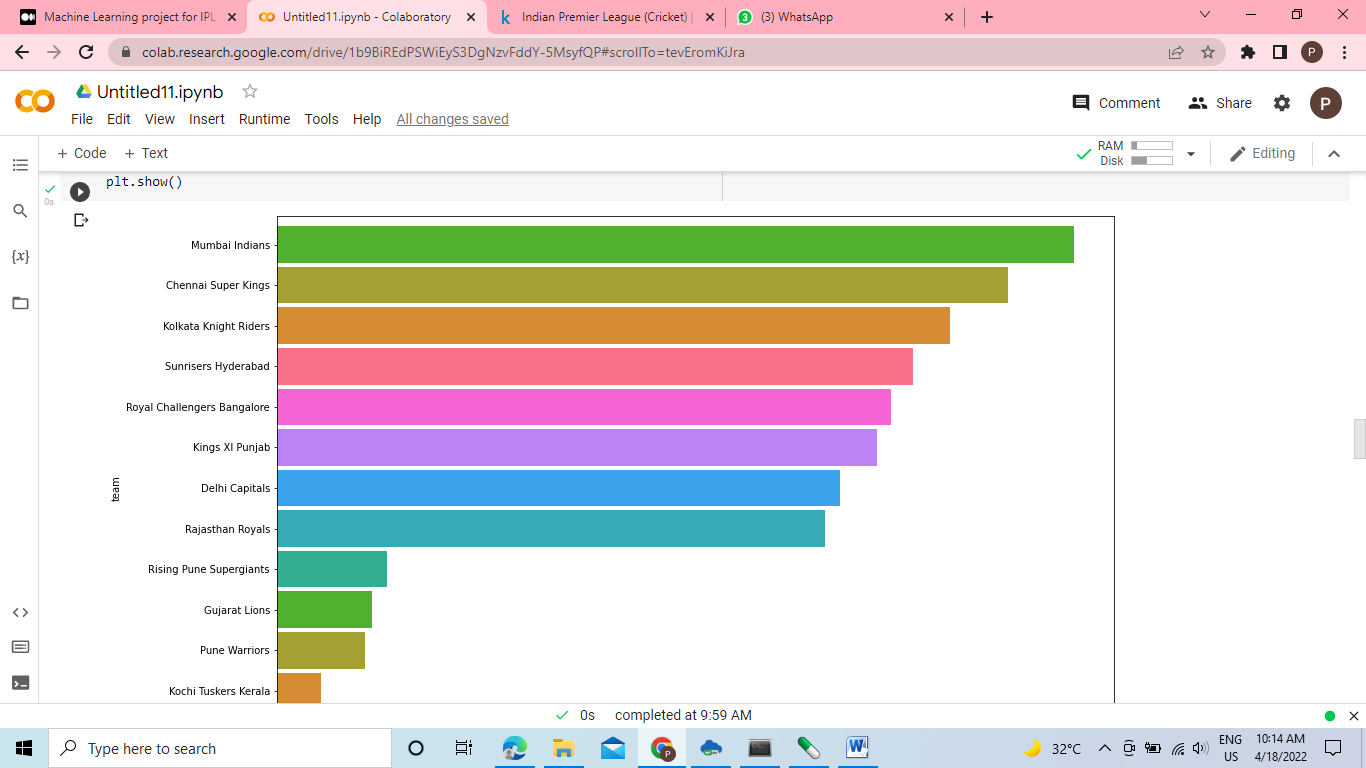 Machine Learning project for IPL
Untitled11.ipynb - Colaboratory
Indian Premier League (Cricket) |
(3) WhatsApp
colab.research.google.com/drive/1b9BiREdPSWiEyS3DgNzvFddY-5MsyfQP#scrollTo=tevEromKiJra
P
Untitled11.ipynb
File Edit View Insert Runtime Tools Help All changes saved
Comment Share P
+ Code + Text
RAM
Disk
Editing
0s
plt.show()
{x}
Mumbai Indians
Chennai Super Kings
Kolkata Knight Riders
Sunrisers Hyderabad
Royal Challengers Bangalore
Kings XI Punjab
team
Delhi Capitals
Rajasthan Royals
Rising Pune Supergiants
Gujarat Lions
Pune Warriors
Kochi Tuskers Kerala
0s completed at 9:59 AM
Type here to search
32°C
ENG
US
10:14 AM
4/18/2022